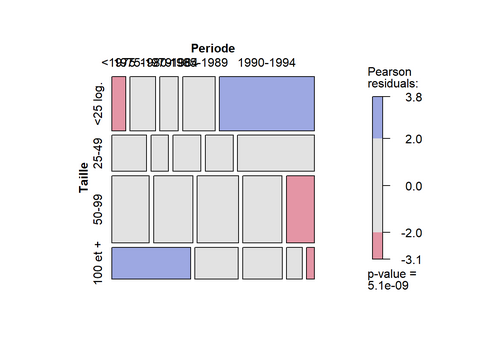 Periode
1990-1994
Taille
<25 log.
25-49
50-99
100 et +
Pearson
residuals:
3.8
2.0
0.0
-2.0
-3.1
p-value =
5.1e-09